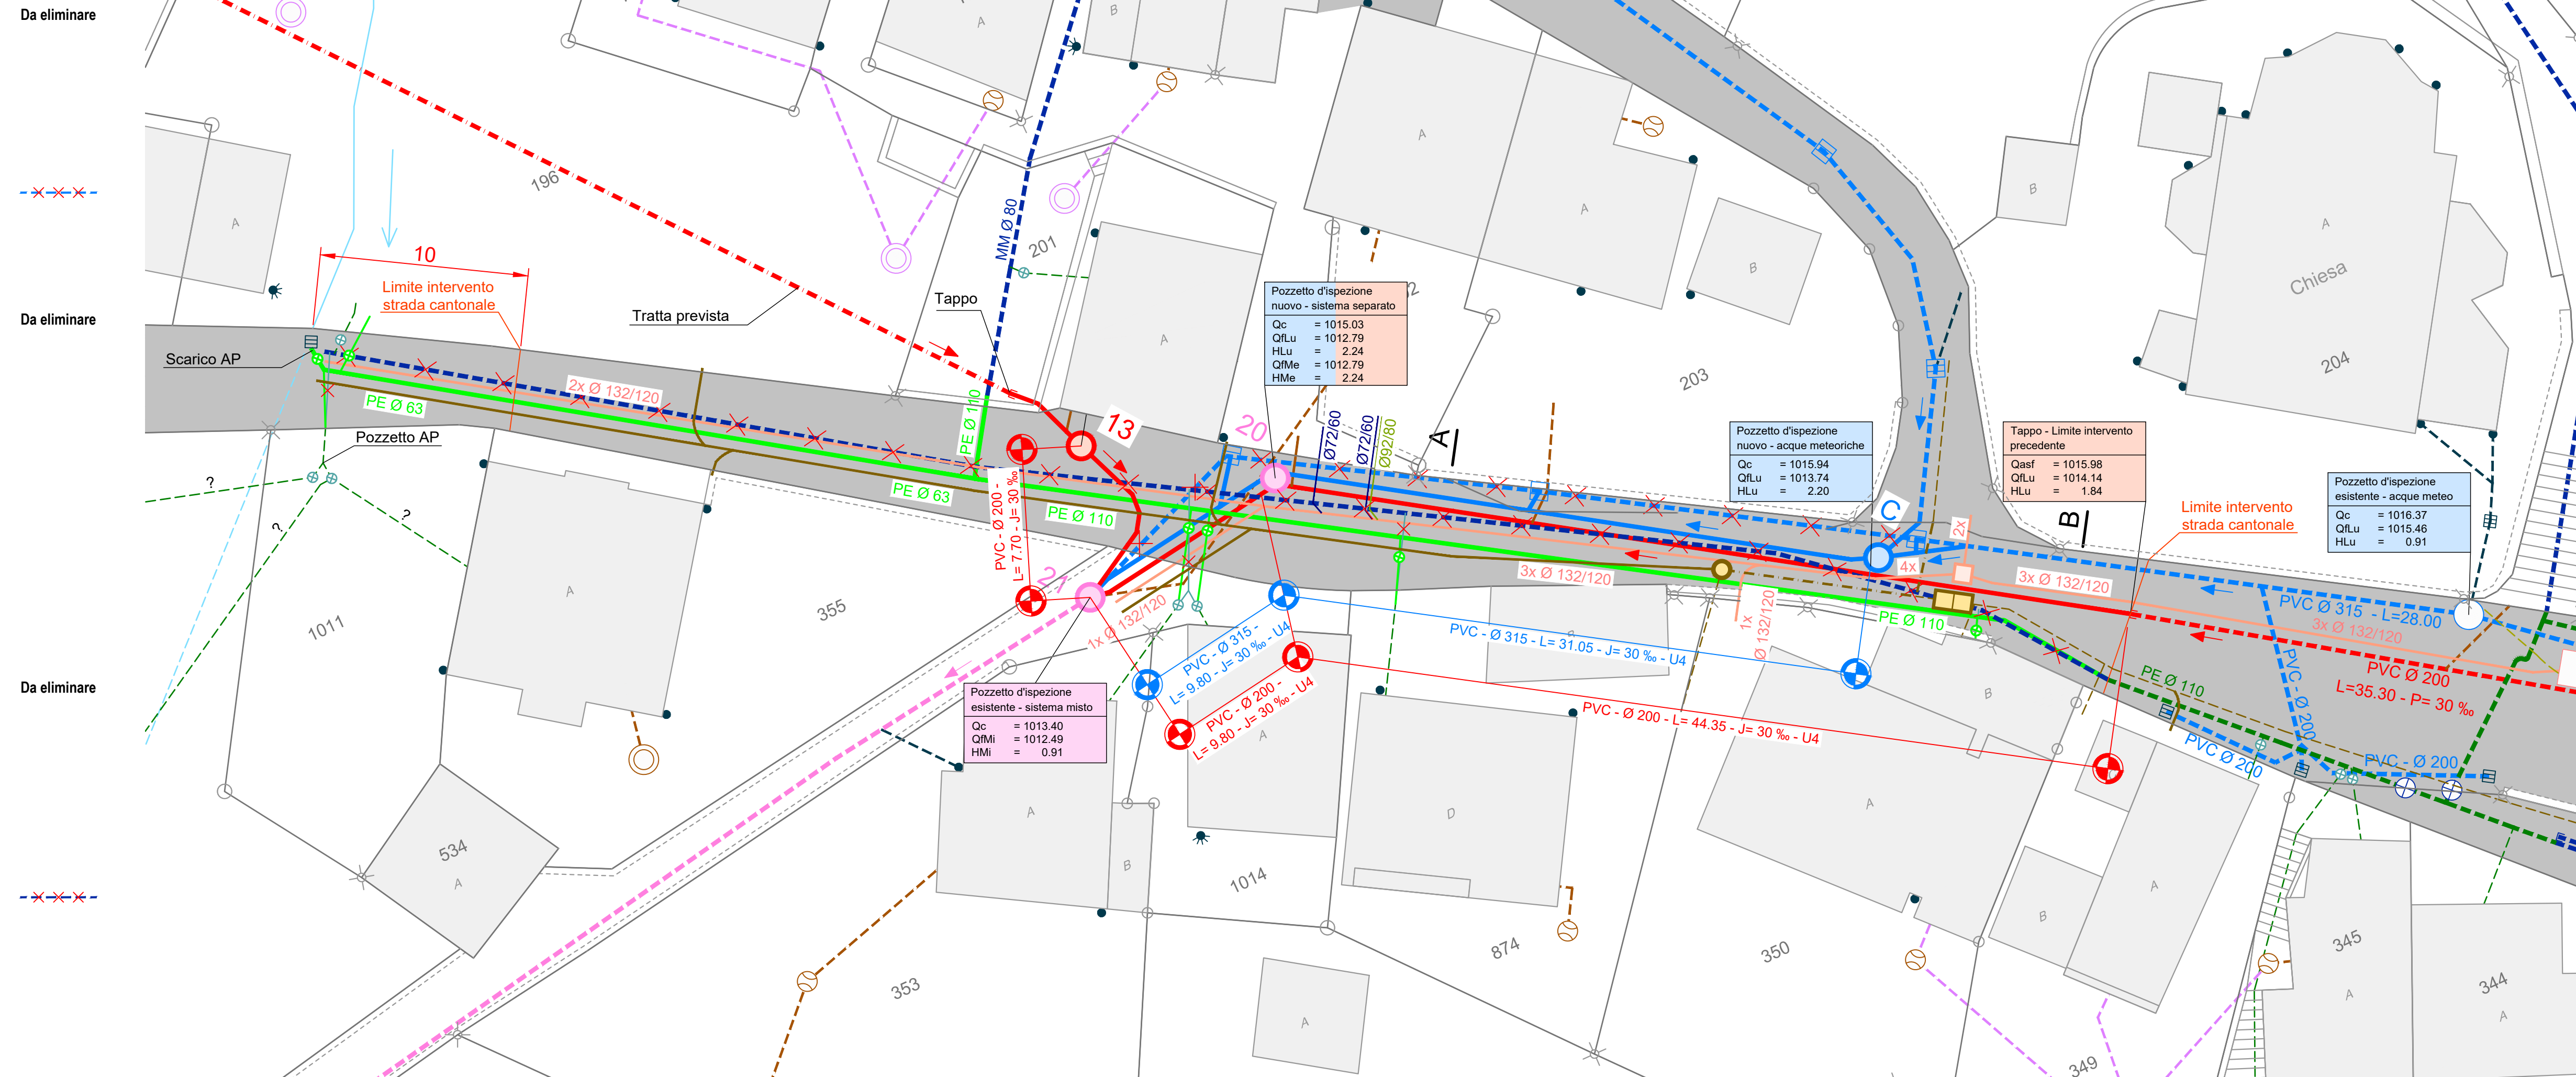 Da eliminare
Da eliminare
Da eliminare
A
B
A
A
A
B
B
A
Chiesa
204
196
201
203
A
A
MM Ø 80
10
Limite intervento
strada cantonale
Tratta prevista
Tappo
Scarico AP
Pozzetto AP
2x Ø 132/120
PE Ø 63
PE Ø 63
PE Ø 110
PE Ø 110
13
20
21
Pozzetto d'ispezione
nuovo - sistema separato
Qc = 1015.03
QfLu = 1012.79
HLu = 2.24
QfMe = 1012.79
HMe = 2.24
Ø72/60
Ø72/60
Ø92/80
A
Pozzetto d'ispezione
nuovo - acque meteoriche
Qc = 1015.94
QfLu = 1013.74
HLu = 2.20
C
B
Tappo - Limite intervento
precedente
Qasf = 1015.98
QfLu = 1014.14
HLu = 1.84
Limite intervento
strada cantonale
Pozzetto d'ispezione
esistente - acque meteo
Qc = 1016.37
QfLu = 1015.46
HLu = 0.91
PVC - Ø 200 -
L= 7.70 - J= 30 ‰
3x Ø 132/120
2x
4x
3x Ø 132/120
1x
Ø 132/120
PE Ø 110
PVC Ø 315 - L=28.00
3x Ø 132/120
PVC Ø 200
L=35.30 - P= 30 ‰
PE Ø 110
PVC - Ø 200
PVC Ø 200
PVC - Ø 200
?
?
?
1x Ø 132/120
PVC - Ø 315 -
L= 9.80 - J= 30 ‰ - U4
PVC - Ø 200 -
L= 9.80 - J= 30 ‰ - U4
PVC - Ø 315 - L= 31.05 - J= 30 ‰ - U4
PVC - Ø 200 - L= 44.35 - J= 30 ‰ - U4
Pozzetto d'ispezione
esistente - sistema misto
Qc = 1013.40
QfMi = 1012.49
HMi = 0.91
1011
A
355
534
A
353
A
B
A
1014
D
874
A
350
B
A
B
A
345
A
344
A
349